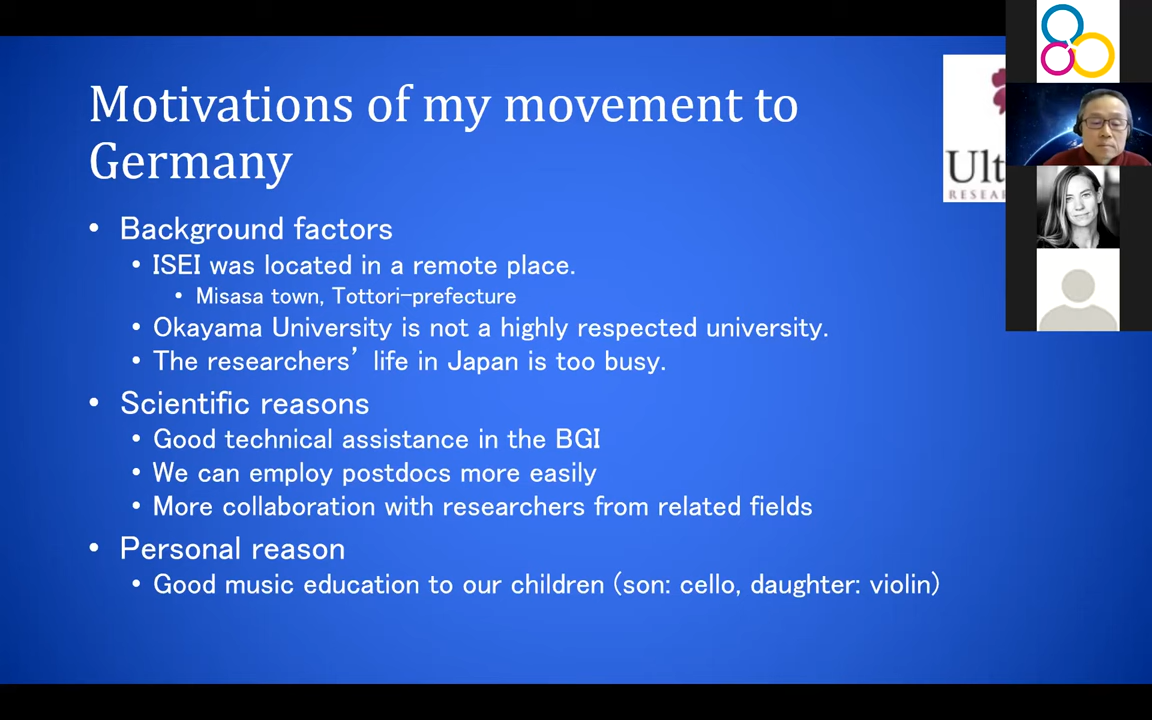 Motivations of my movement to
Germany
• Background factors
• ISEI was located in a remote place.
• Misasa town, Tottori-prefecture
• Okayama University is not a highly respected university.
• The researchers’ life in Japan is too busy.
• Scientific reasons
• Good technical assistance in the BGI
• We can employ postdocs more easily
• More collaboration with researchers from related fields
• Personal reason
• Good music education to our children (son: cello, daughter: violin)
Ult
RESEAR